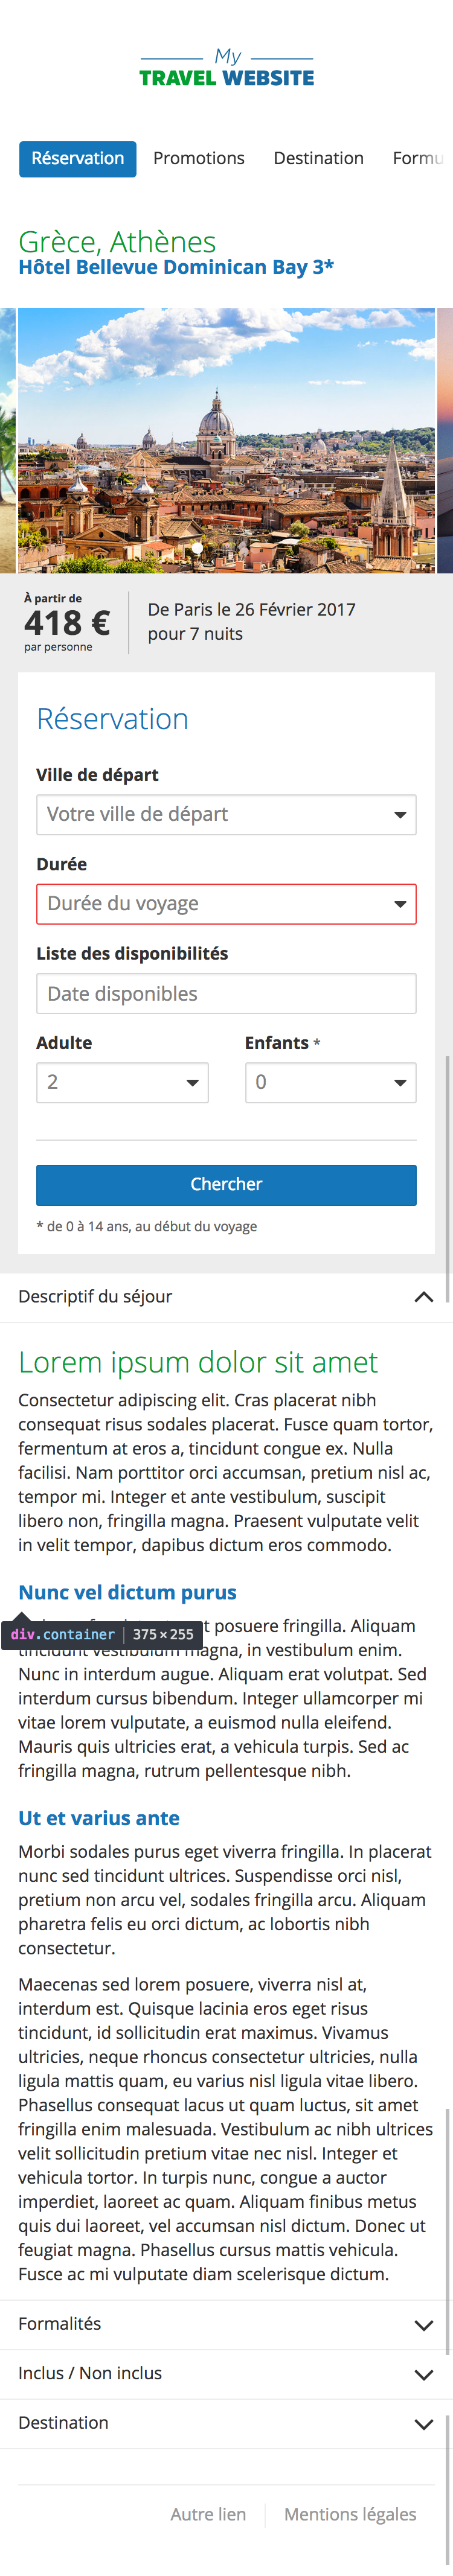 My
TRAVEL WEBSITE
Réservation Promotions Destination Formu
Grèce, Athènes
Hôtel Bellevue Dominican Bay 3*
À partir de
418 €
par personne
De Paris le 26 Février 2017
pour 7 nuits
Réservation
Ville de départ
Votre ville de départ
Durée
Durée du voyage
Liste des disponibilités
Date disponibles
Adulte Enfants *
2 0
Chercher
* de 0 à 14 ans, au début du voyage
Descriptif du séjour
Lorem ipsum dolor sit amet
Consectetur adipiscing elit. Cras placerat nibh
consequat risus sodales placerat. Fusce quam tortor,
fermentum at eros a, tincidunt congue ex. Nulla
facilisi. Nam porttitor orci accumsan, pretium nisl ac,
tempor mi. Integer et ante vestibulum, suscipit
libero non, fringilla magna. Praesent vulputate velit
in velit tempor, dapibus dictum eros commodo.
Nunc vel dictum purus
posuere fringilla. Aliquam
div.container 375 × 255
tincidunt vestibulum magna, in vestibulum enim.
Nunc in interdum augue. Aliquam erat volutpat. Sed
interdum cursus bibendum. Integer ullamcorper mi
vitae lorem vulputate, a euismod nulla eleifend.
Mauris quis ultricies erat, a vehicula turpis. Sed ac
fringilla magna, rutrum pellentesque nibh.
Ut et varius ante
Morbi sodales purus eget viverra fringilla. In placerat
nunc sed tincidunt ultrices. Suspendisse orci nisl,
pretium non arcu vel, sodales fringilla arcu. Aliquam
pharetra felis eu orci dictum, ac lobortis nibh
consectetur.
Maecenas sed lorem posuere, viverra nisl at,
interdum est. Quisque lacinia eros eget risus
tincidunt, id sollicitudin erat maximus. Vivamus
ultricies, neque rhoncus consectetur ultricies, nulla
ligula mattis quam, eu varius nisl ligula vitae libero.
Phasellus consequat lacus ut quam luctus, sit amet
fringilla enim malesuada. Vestibulum ac nibh ultrices
velit sollicitudin pretium vitae nec nisl. Integer et
vehicula tortor. In turpis nunc, congue a auctor
imperdiet, laoreet ac quam. Aliquam finibus metus
quis dui laoreet, vel accumsan nisl dictum. Donec ut
feugiat magna. Phasellus cursus mattis vehicula.
Fusce ac mi vulputate diam scelerisque dictum.
Formalités
Inclus / Non inclus
Destination
Autre lien Mentions légales